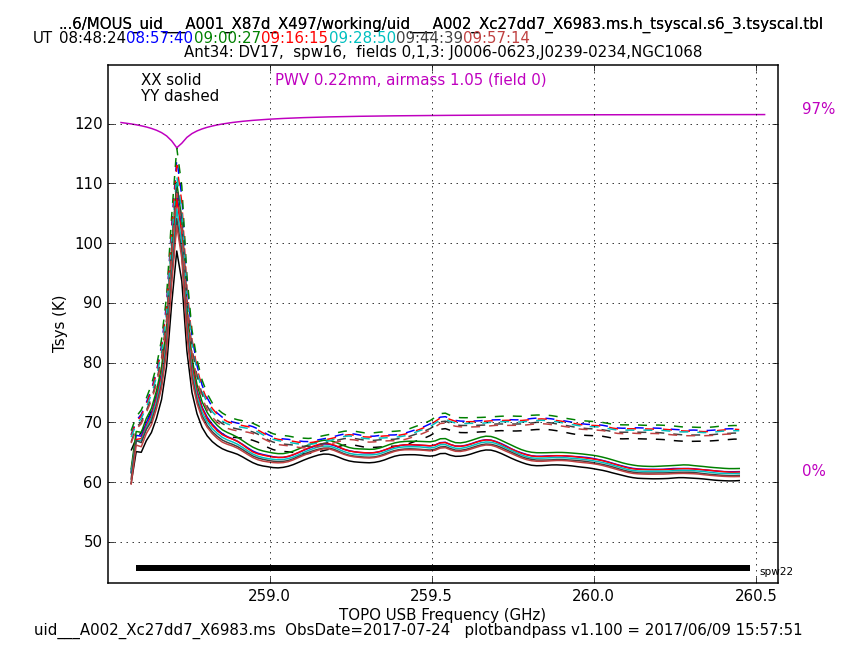 ...6/MOUS_uid___A001_X87d_X497/working/uid___A002_Xc27dd7_X6983.ms.h_tsyscal.s6_3.tsyscal.tbl
UT 08:48:24 08:57:40 09:00:27 09:16:15 09:28:50 09:44:39 09:57:14
Ant34: DV17, spw16, fields 0,1,3: J0006-0623,J0239-0234,NGC1068
XX solid
PWV 0.22mm, airmass 1.05 (field 0)
YY dashed
97%
120
110
100
90
80
70
60
50
Tsys (K)
0%
spw22
259.0 259.5 260.0 260.5
TOPO USB Frequency (GHz)
uid___A002_Xc27dd7_X6983.ms ObsDate=2017-07-24 plotbandpass v1.100 = 2017/06/09 15:57:51